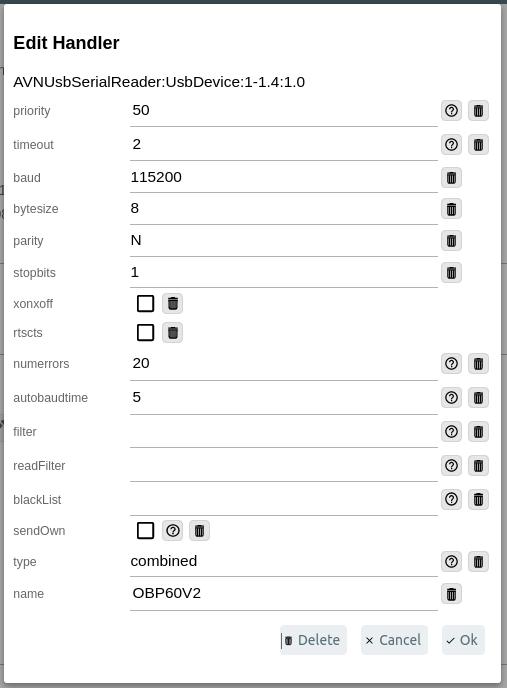 Edit Handler
AVNUsbSerialReader:UsbDevice:1-1.4:1.0
priority 50
timeout 2
baud 115200
bytesize 8
parity N
stopbits 1
xonxoff
rtscts
numerrors 20
autobaudtime 5
filter
readFilter
blackList
sendOwn
type combined
name OBP60V2
Delete Cancel Ok